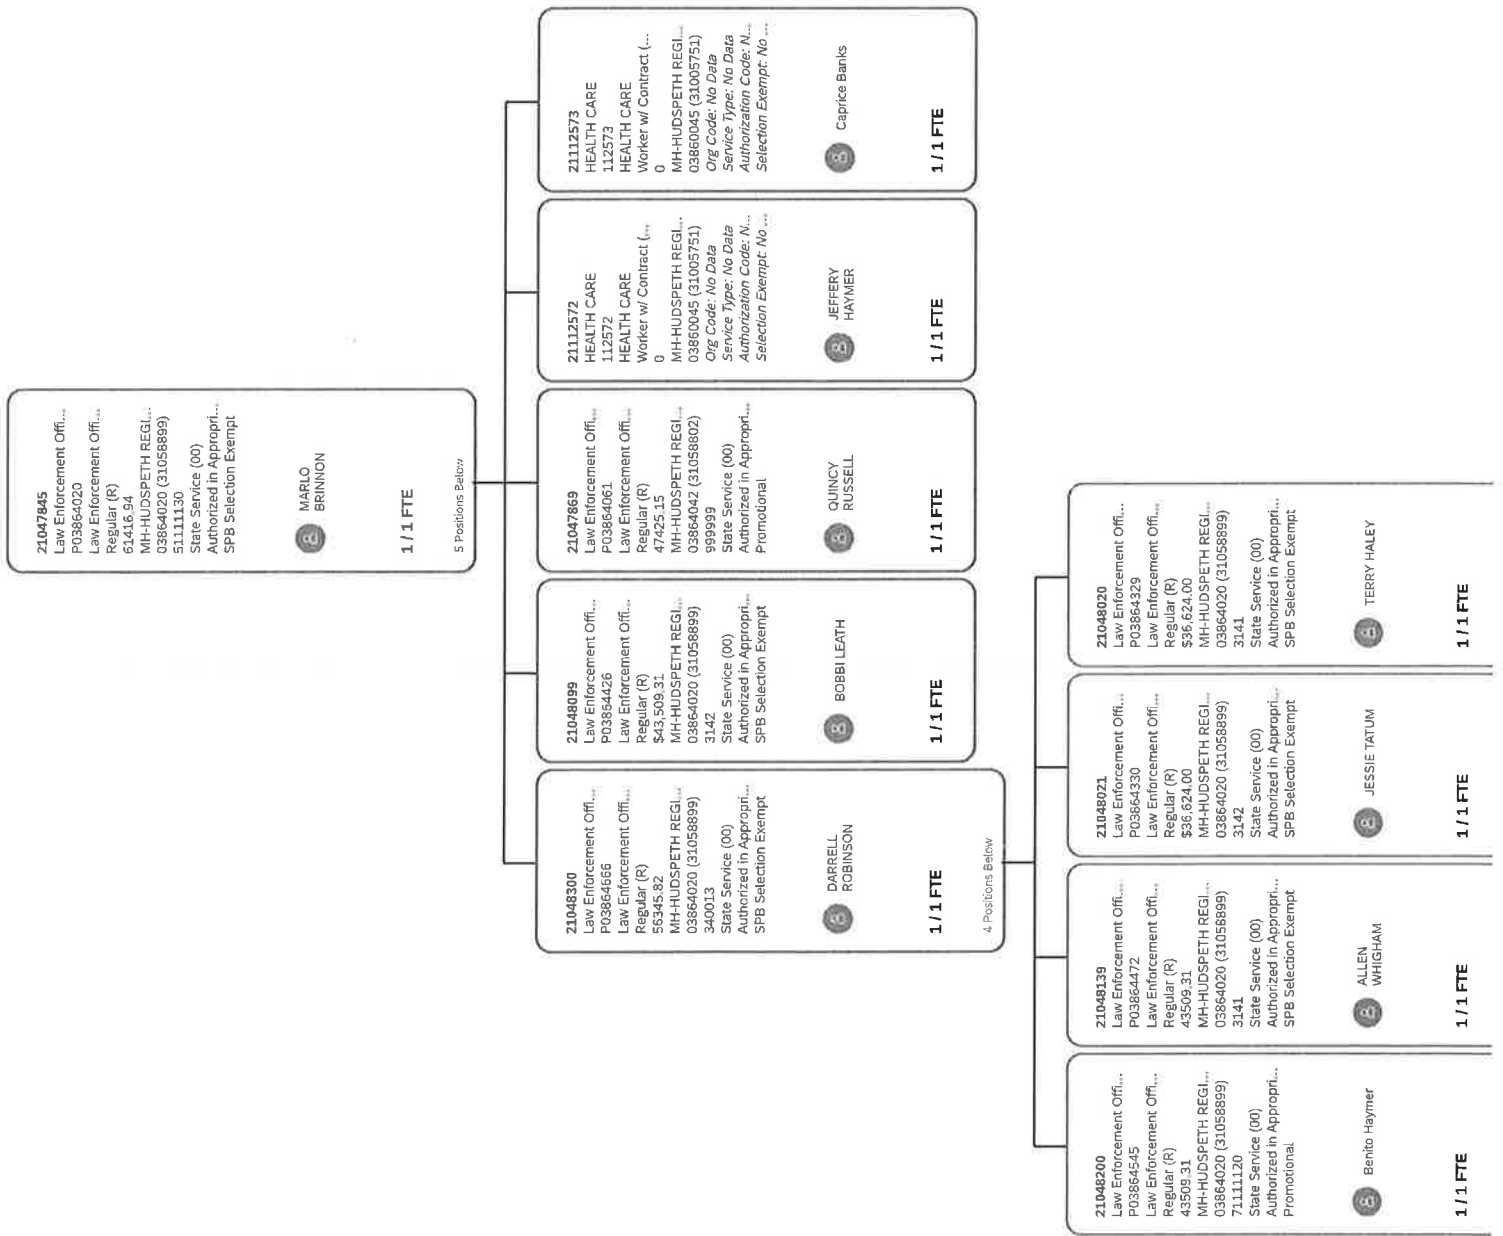 21047845
Law Enforcement Offi...
P03864020
Law Enforcement Offi...
Regular (R)
61416.94
MH-HUDSPETH REGI...
03864020 (31058899)
51111130
State Service (00)
Authorized in Appropri...
SPB Selection Exempt
MARLO
BRINNON
1 / 1 FTE
5 Positions Below
21048300
Law Enforcement Offi...
P03864666
Law Enforcement Offi...
Regular (R)
56345.82
MH-HUDSPETH REGI...
03864020 (31058899)
340013
State Service (00)
Authorized in Appropri...
SPB Selection Exempt
DARRELL
ROBINSON
1 / 1 FTE
4 Positions Below
21048099
Law Enforcement Offi...
P03864426
Law Enforcement Offi...
Regular (R)
$43,509.31
MH-HUDSPETH REGI...
03864020 (31058899)
3142
State Service (00)
Authorized in Appropri...
SPB Selection Exempt
BOBBI LEATH
1 / 1 FTE
21047869
Law Enforcement Offi...
P03864061
Law Enforcement Offi...
Regular (R)
47425.15
MH-HUDSPETH REGI...
03864042 (31058802)
999999
State Service (00)
Authorized in Appropri...
Promotional
QUINCY
RUSSELL
1 / 1 FTE
21112572
HEALTH CARE
112572
HEALTH CARE
Worker w/ Contract (...
0
MH-HUDSPETH REGI...
03860045 (31005751)
Org Code: No Data
Service Type: No Data
Authorization Code: N...
Selection Exempt: No ...
JEFFERY
HAYMER
1 / 1 FTE
21112573
HEALTH CARE
112573
HEALTH CARE
Worker w/ Contract (...
0
MH-HUDSPETH REGI...
03860045 (31005751)
Org Code: No Data
Service Type: No Data
Authorization Code: N...
Selection Exempt: No ...
Caprice Banks
1 / 1 FTE
21048200
Law Enforcement Offi...
P03864545
Law Enforcement Offi...
Regular (R)
43509.31
MH-HUDSPETH REGI...
03864020 (31058899)
71111120
State Service (00)
Authorized in Appropri...
Promotional
Benito Haymer
1 / 1 FTE
21048139
Law Enforcement Offi...
P03864472
Law Enforcement Offi...
Regular (R)
43509.31
MH-HUDSPETH REGI...
03864020 (31058899)
3141
State Service (00)
Authorized in Appropri...
SPB Selection Exempt
ALLEN
WHIGHAM
1 / 1 FTE
21048021
Law Enforcement Offi...
P03864330
Law Enforcement Offi...
Regular (R)
$36,624.00
MH-HUDSPETH REGI...
03864020 (31058899)
3142
State Service (00)
Authorized in Appropri...
SPB Selection Exempt
JESSIE TATUM
1 / 1 FTE
21048020
Law Enforcement Offi...
P03864329
Law Enforcement Offi...
Regular (R)
$36,624.00
MH-HUDSPETH REGI...
03864020 (31058899)
3141
State Service (00)
Authorized in Appropri...
SPB Selection Exempt
TERRY HALEY
1 / 1 FTE